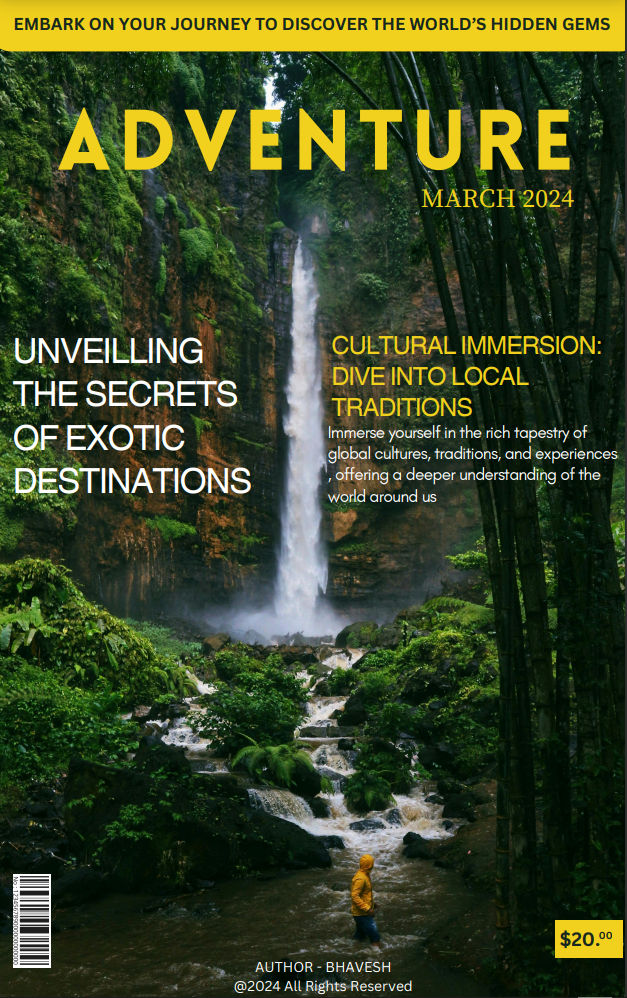 EMBARK ON YOUR JOURNEY TO DISCOVER THE WORLD'S HIDDEN GEMS
ADVENTURE
MARCH 2024
UNVEILLING
THE SECRETS
OF EXOTIC
DESTINATIONS
CULTURAL IMMERSION:
DIVE INTO LOCAL
TRADITIONS
Immerse yourself in the rich tapestry of
global cultures, traditions, and experiences
, offering a deeper understanding of the
world around us
$20.00
AUTHOR - BHAVESH
@2024 All Rights Reserved